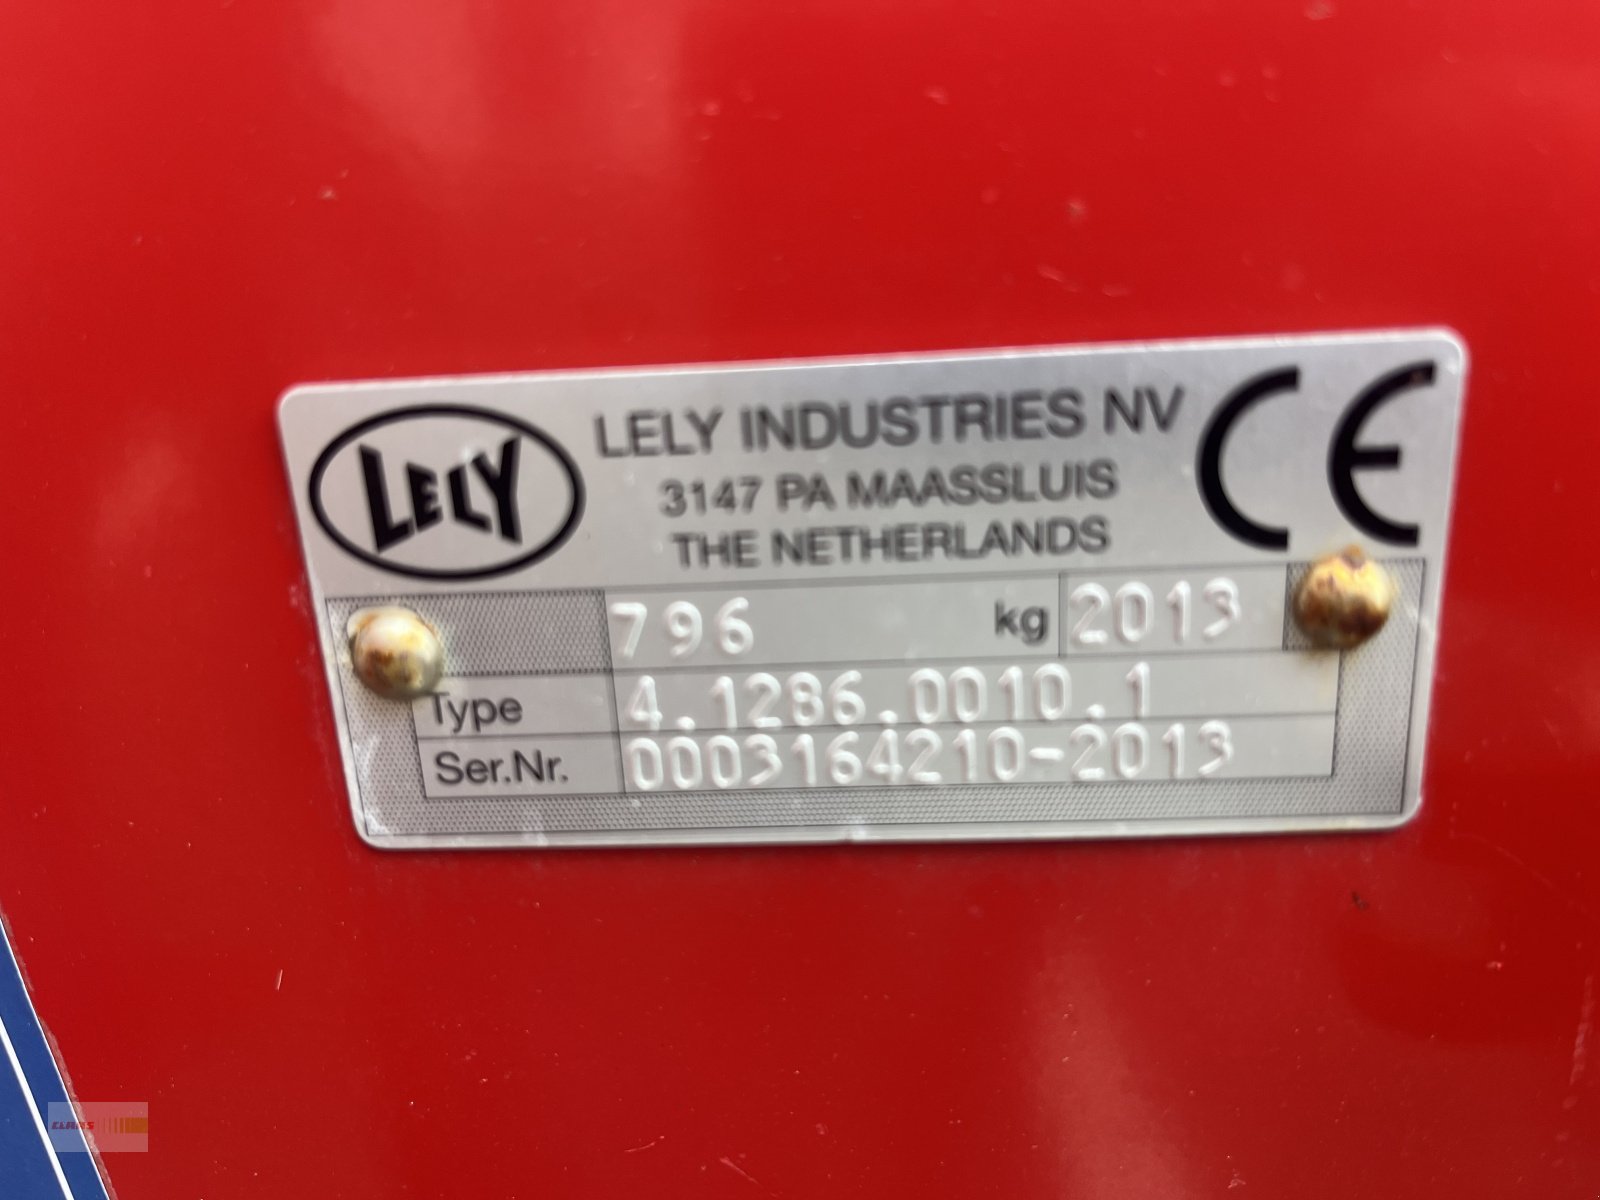 LELY
LELY INDUSTRIES NV
3147 PA MAASSLUIS
THE NETHERLANDS
CE
796 kg 2013
Type 4.1286.0010.1
Ser.Nr. 0003164210-2013
CLAAS